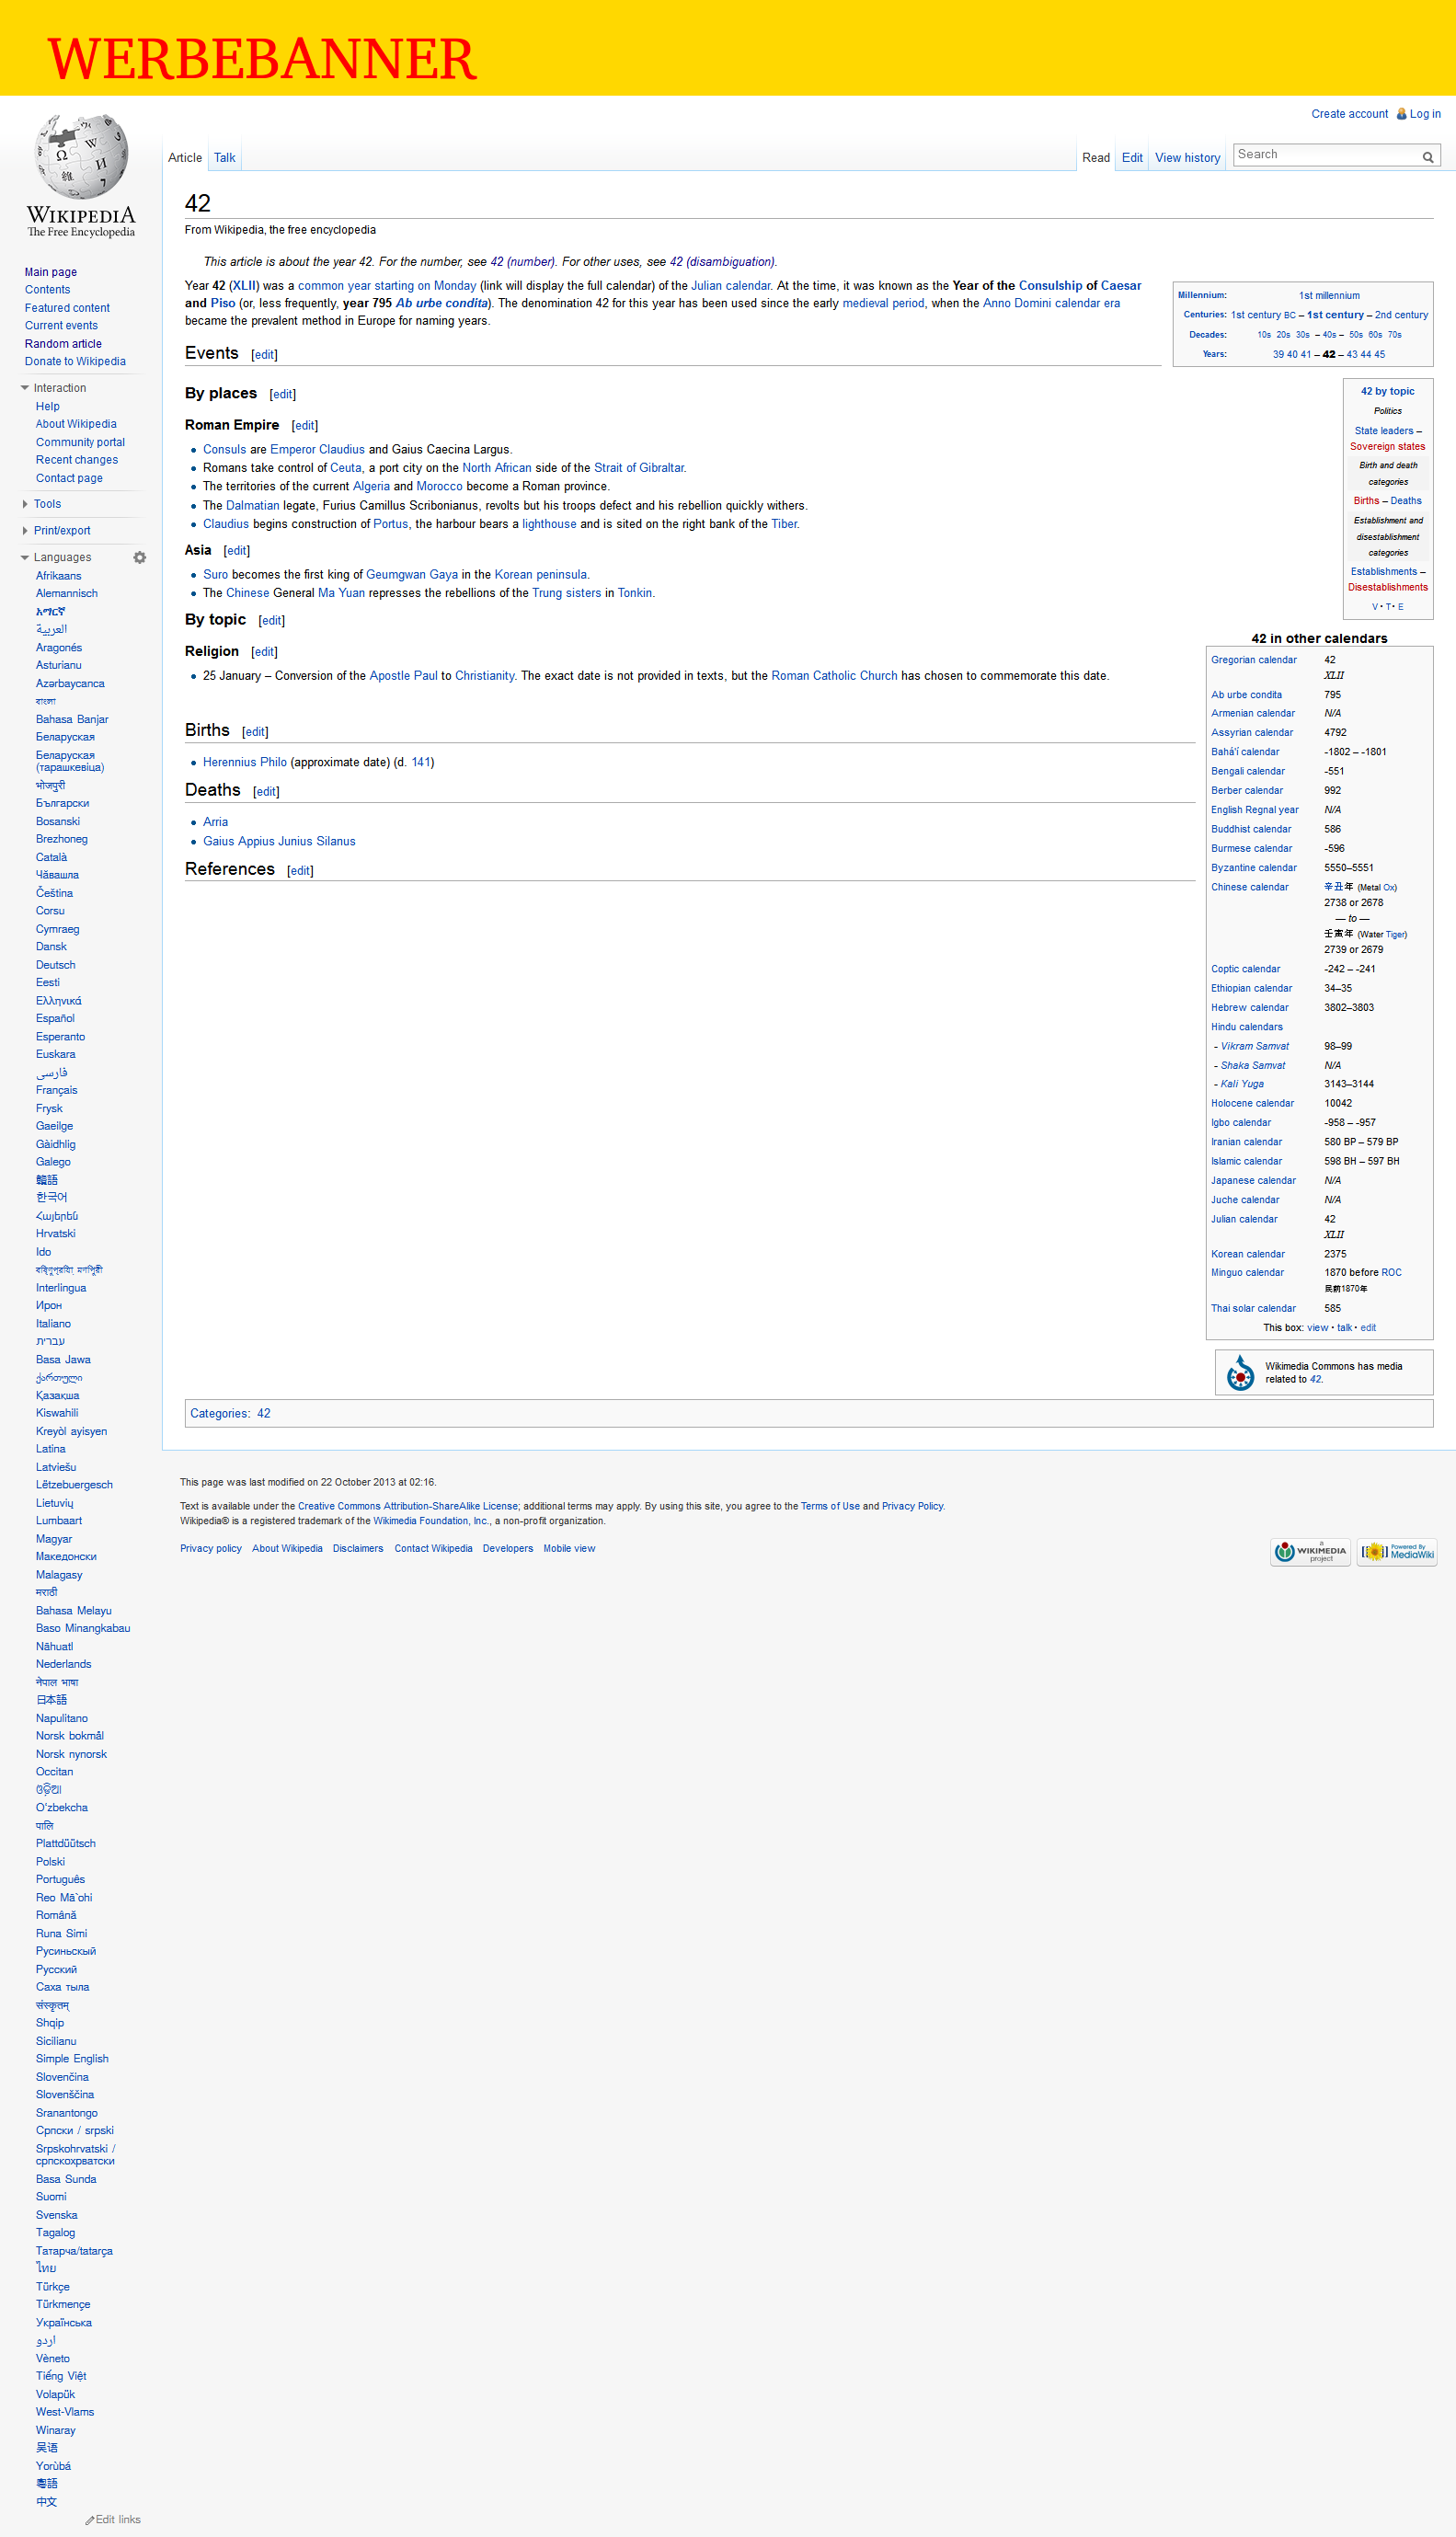 WERBEBANNER
Create account Log in
Article Talk Read Edit View history Search
WIKIPEDIA
The Free Encyclopedia
Main page
Contents
Featured content
Current events
Random article
Donate to Wikipedia
Interaction
Help
About Wikipedia
Community portal
Recent changes
Contact page
Tools
Print/export
Languages
Afrikaans
Alemannisch
አማርኛ
العربية
Aragonés
Asturianu
Azərbaycanca
বাংলা
Bahasa Banjar
Беларуская
Беларуская
(тарашкевіца)
भोजपुरी
Български
Bosanski
Brezhoneg
Català
Чӑвашла
Čeština
Corsu
Cymraeg
Dansk
Deutsch
Eesti
Ελληνικά
Español
Esperanto
Euskara
فارسی
Français
Frysk
Gaeilge
Gàidhlig
Galego
贛語
한국어
Հայերեն
Hrvatski
Ido
Interlingua
Ирон
Italiano
עברית
Basa Jawa
ქართული
Қазақша
Kiswahili
Kreyòl ayisyen
Latina
Latviešu
Lëtzebuergesch
Lietuvių
Lumbaart
Magyar
Македонски
Malagasy
मराठी
Bahasa Melayu
Baso Minangkabau
Nāhuatl
Nederlands
नेपाल भाषा
日本語
Napulitano
Norsk bokmål
Norsk nynorsk
Occitan
ଓଡ଼ିଆ
O'zbekcha
पालि
Plattdüütsch
Polski
Português
Reo Mā`ohi
Română
Runa Simi
Русиньскый
Русский
Саха тыла
संस्कृतम्
Shqip
Sicilianu
Simple English
Slovenčina
Slovenščina
Sranantongo
Српски / srpski
Srpskohrvatski /
српскохрватски
Basa Sunda
Suomi
Svenska
Tagalog
Татарча/tatarça
ไทย
Türkçe
Türkmençe
Українська
اردو
Vèneto
Tiếng Việt
Volapük
West-Vlams
Winaray
吴语
Yorùbá
粵語
中文
Edit links
42
From Wikipedia, the free encyclopedia
This article is about the year 42. For the number, see 42 (number). For other uses, see 42 (disambiguation).
Year 42 (XLII) was a common year starting on Monday (link will display the full calendar) of the Julian calendar. At the time, it was known as the Year of the Consulship of Caesar
and Piso (or, less frequently, year 795 Ab urbe condita). The denomination 42 for this year has been used since the early medieval period, when the Anno Domini calendar era
became the prevalent method in Europe for naming years.
Events [edit]
By places [edit]
Roman Empire [edit]
Consuls are Emperor Claudius and Gaius Caecina Largus.
Romans take control of Ceuta, a port city on the North African side of the Strait of Gibraltar.
The territories of the current Algeria and Morocco become a Roman province.
The Dalmatian legate, Furius Camillus Scribonianus, revolts but his troops defect and his rebellion quickly withers.
Claudius begins construction of Portus, the harbour bears a lighthouse and is sited on the right bank of the Tiber.
Asia [edit]
Suro becomes the first king of Geumgwan Gaya in the Korean peninsula.
The Chinese General Ma Yuan represses the rebellions of the Trung sisters in Tonkin.
By topic [edit]
Religion [edit]
25 January – Conversion of the Apostle Paul to Christianity. The exact date is not provided in texts, but the Roman Catholic Church has chosen to commemorate this date.
Births [edit]
Herennius Philo (approximate date) (d. 141)
Deaths [edit]
Arria
Gaius Appius Junius Silanus
References [edit]
Millennium: 1st millennium
Centuries: 1st century BC – 1st century – 2nd century
Decades: 10s 20s 30s – 40s – 50s 60s 70s
Years: 39 40 41 – 42 – 43 44 45
42 by topic
Politics
State leaders –
Sovereign states
Birth and death
categories
Births – Deaths
Establishment and
disestablishment
categories
Establishments –
Disestablishments
V · T · E
42 in other calendars
Gregorian calendar 42
XLII
Ab urbe condita 795
Armenian calendar N/A
Assyrian calendar 4792
Bahá'í calendar -1802 – -1801
Bengali calendar -551
Berber calendar 992
English Regnal year N/A
Buddhist calendar 586
Burmese calendar -596
Byzantine calendar 5550–5551
Chinese calendar 辛丑年 (Metal Ox)
2738 or 2678
— to —
壬寅年 (Water Tiger)
2739 or 2679
Coptic calendar -242 – -241
Ethiopian calendar 34–35
Hebrew calendar 3802–3803
Hindu calendars
- Vikram Samvat 98–99
- Shaka Samvat N/A
- Kali Yuga 3143–3144
Holocene calendar 10042
Igbo calendar -958 – -957
Iranian calendar 580 BP – 579 BP
Islamic calendar 598 BH – 597 BH
Japanese calendar N/A
Juche calendar N/A
Julian calendar 42
XLII
Korean calendar 2375
Minguo calendar 1870 before ROC
民前1870年
Thai solar calendar 585
This box: view · talk · edit
Wikimedia Commons has media
related to 42.
Categories: 42
This page was last modified on 22 October 2013 at 02:16.
Text is available under the Creative Commons Attribution-ShareAlike License; additional terms may apply. By using this site, you agree to the Terms of Use and Privacy Policy.
Wikipedia® is a registered trademark of the Wikimedia Foundation, Inc., a non-profit organization.
Privacy policy About Wikipedia Disclaimers Contact Wikipedia Developers Mobile view
A WIKIMEDIA project
Powered By MediaWiki